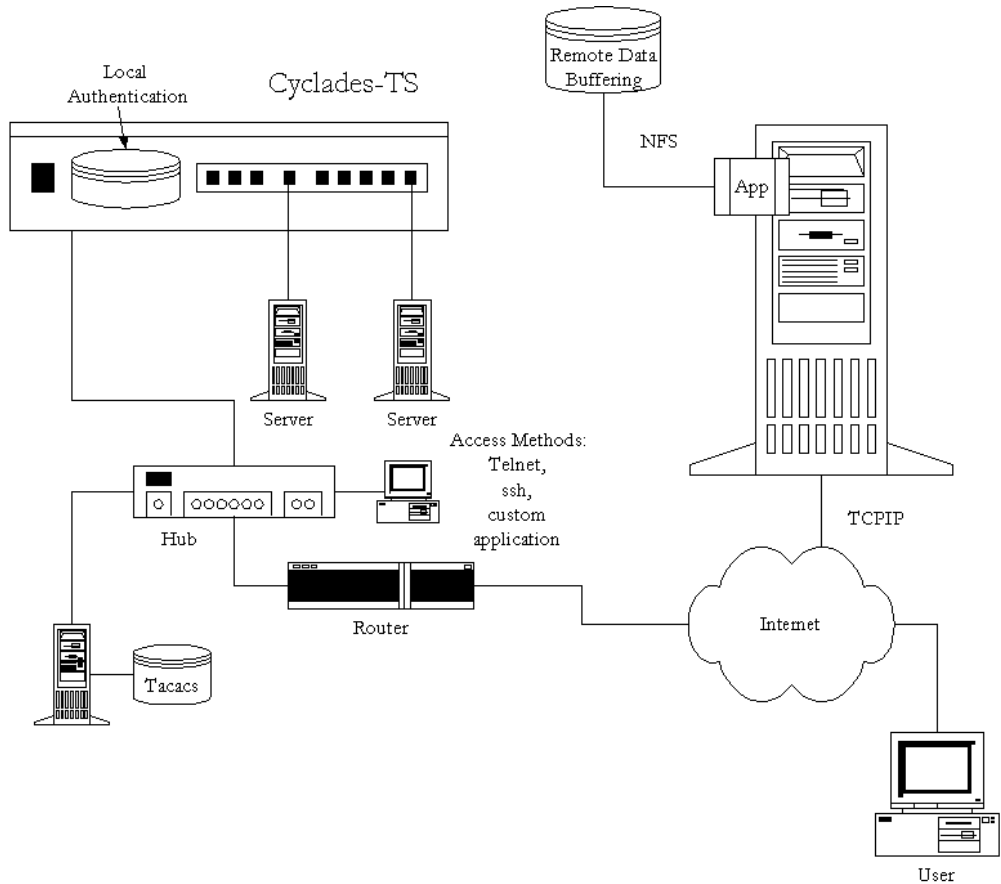 Remote Data
Buffering
Local
Authentication
Cyclades-TS
NFS
App
Server
Server
Access Methods:
Telnet,
ssh,
custom
application
Hub
TCPIP
Router
Internet
Tacacs
User